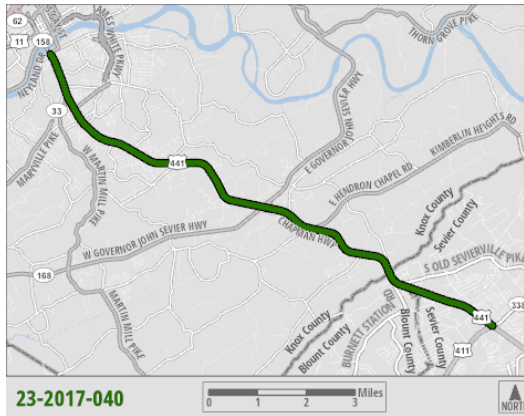 62
11
158
NEYLAND DR
JAMES WHITE PKWY
THORN GROVE PIKE
33
MARYVILLE PIKE
W MARTIN MILL PIKE
441
E GOVERNOR JOHN SEVIER HWY
KIMBERLIN HEIGHTS RD
E HENDRON CHAPEL RD
CHAPMAN HWY
W GOVERNOR JOHN SEVIER HWY
168
MARTIN MILL PIKE
Knox County
Sevier County
S OLD SEVIERVILLE PIKE
Knox County
Blount County
BURNETT STATION RD
Blount County
Sevier County
338
441
411
23-2017-040
Miles
0 1 2 3
NORTH